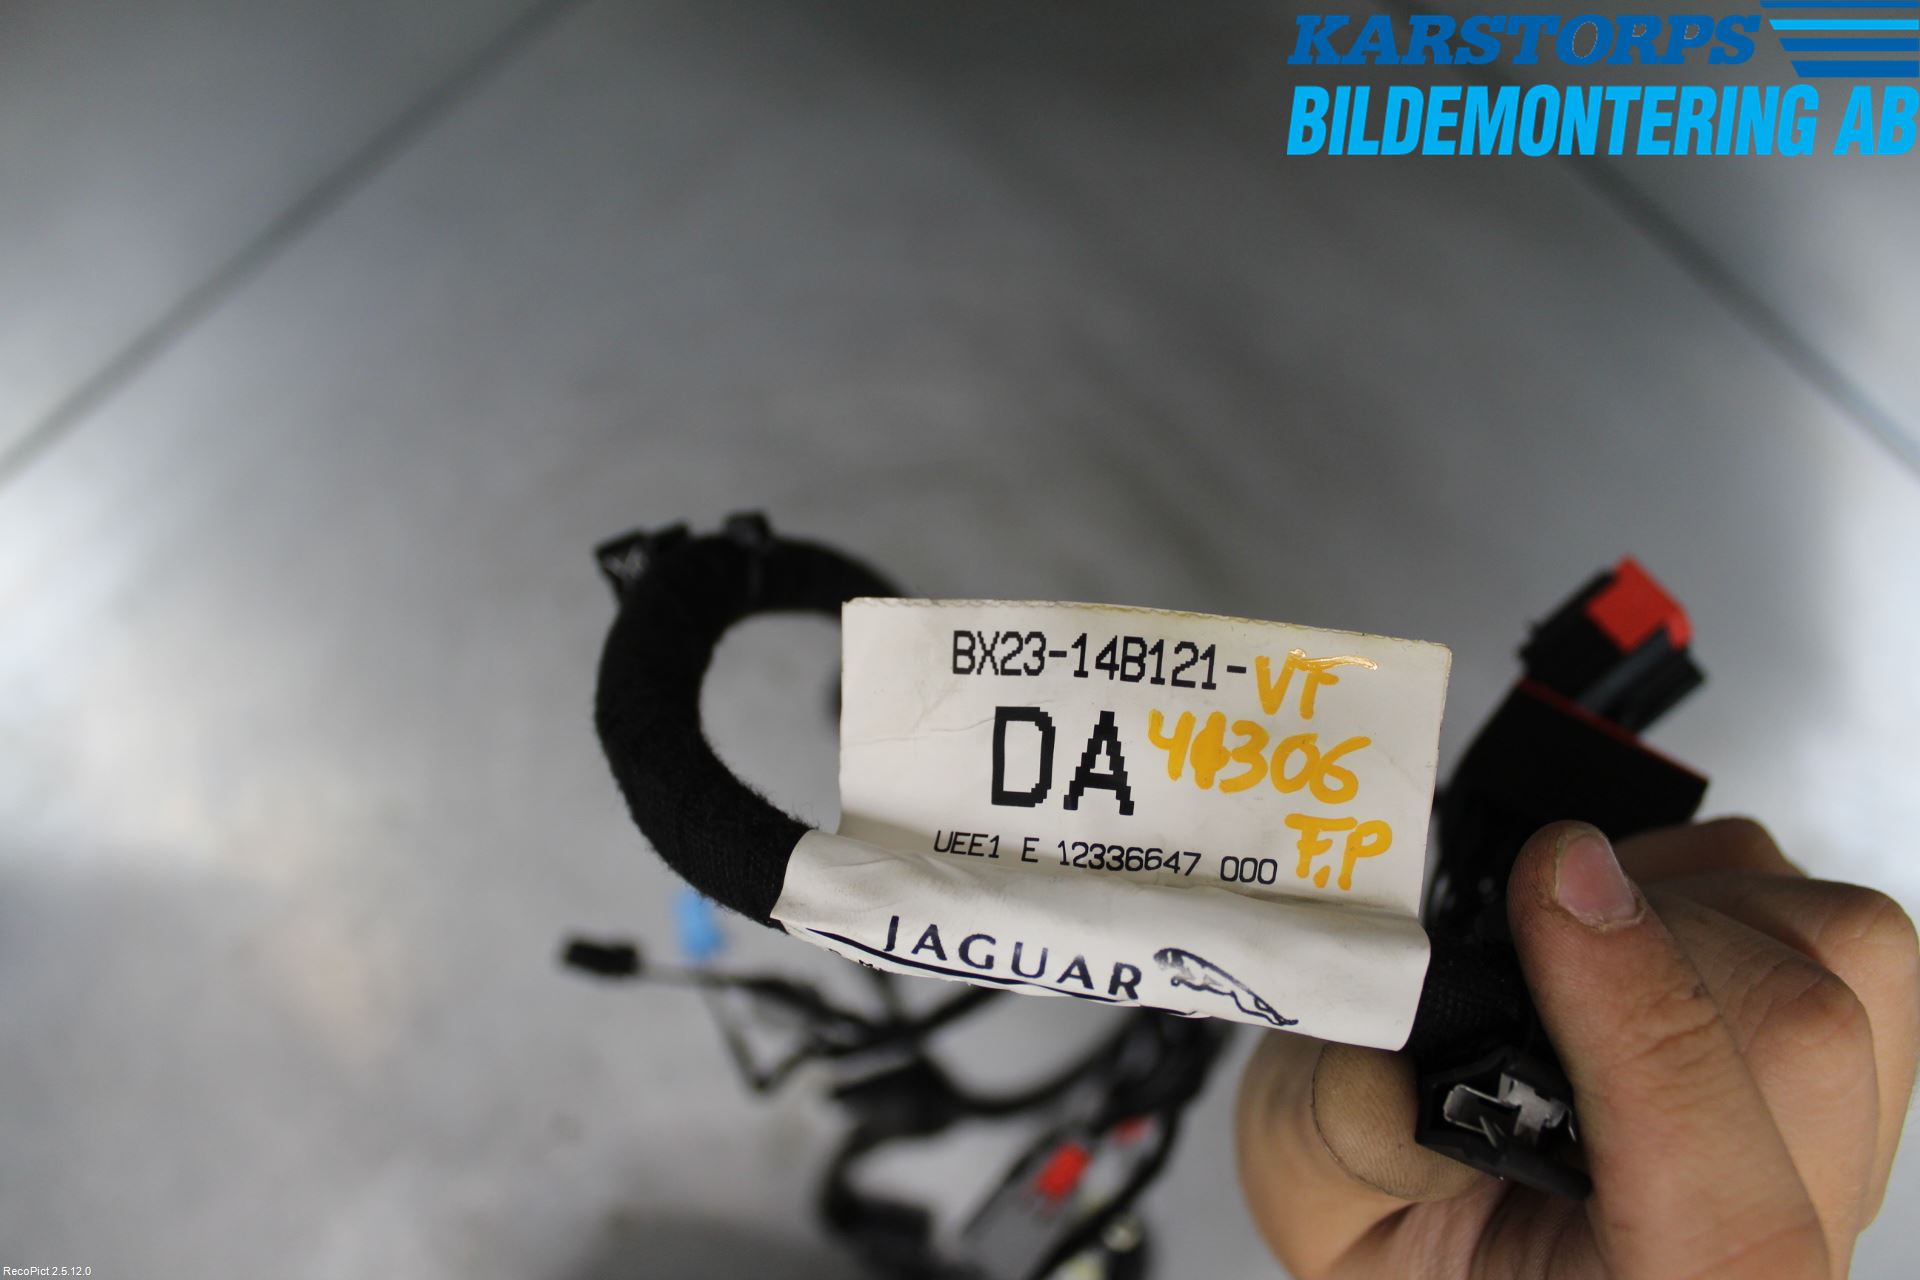 KARSTORPS
BILDEMONTERING AB
BX23-14B121-VF
DA 41306
UEE1 E 12336647 000 F.P
JAGUAR
RecoPict 2.5.12.0